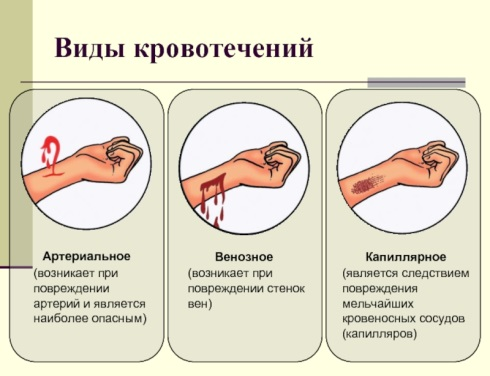 Виды кровотечений
Артериальное
(возникает при
повреждении
артерий и является
наиболее опасным)
Венозное
(возникает при
повреждении стенок
вен)
Капиллярное
(является следствием
повреждения
мельчайших
кровеносных сосудов
(капилляров)